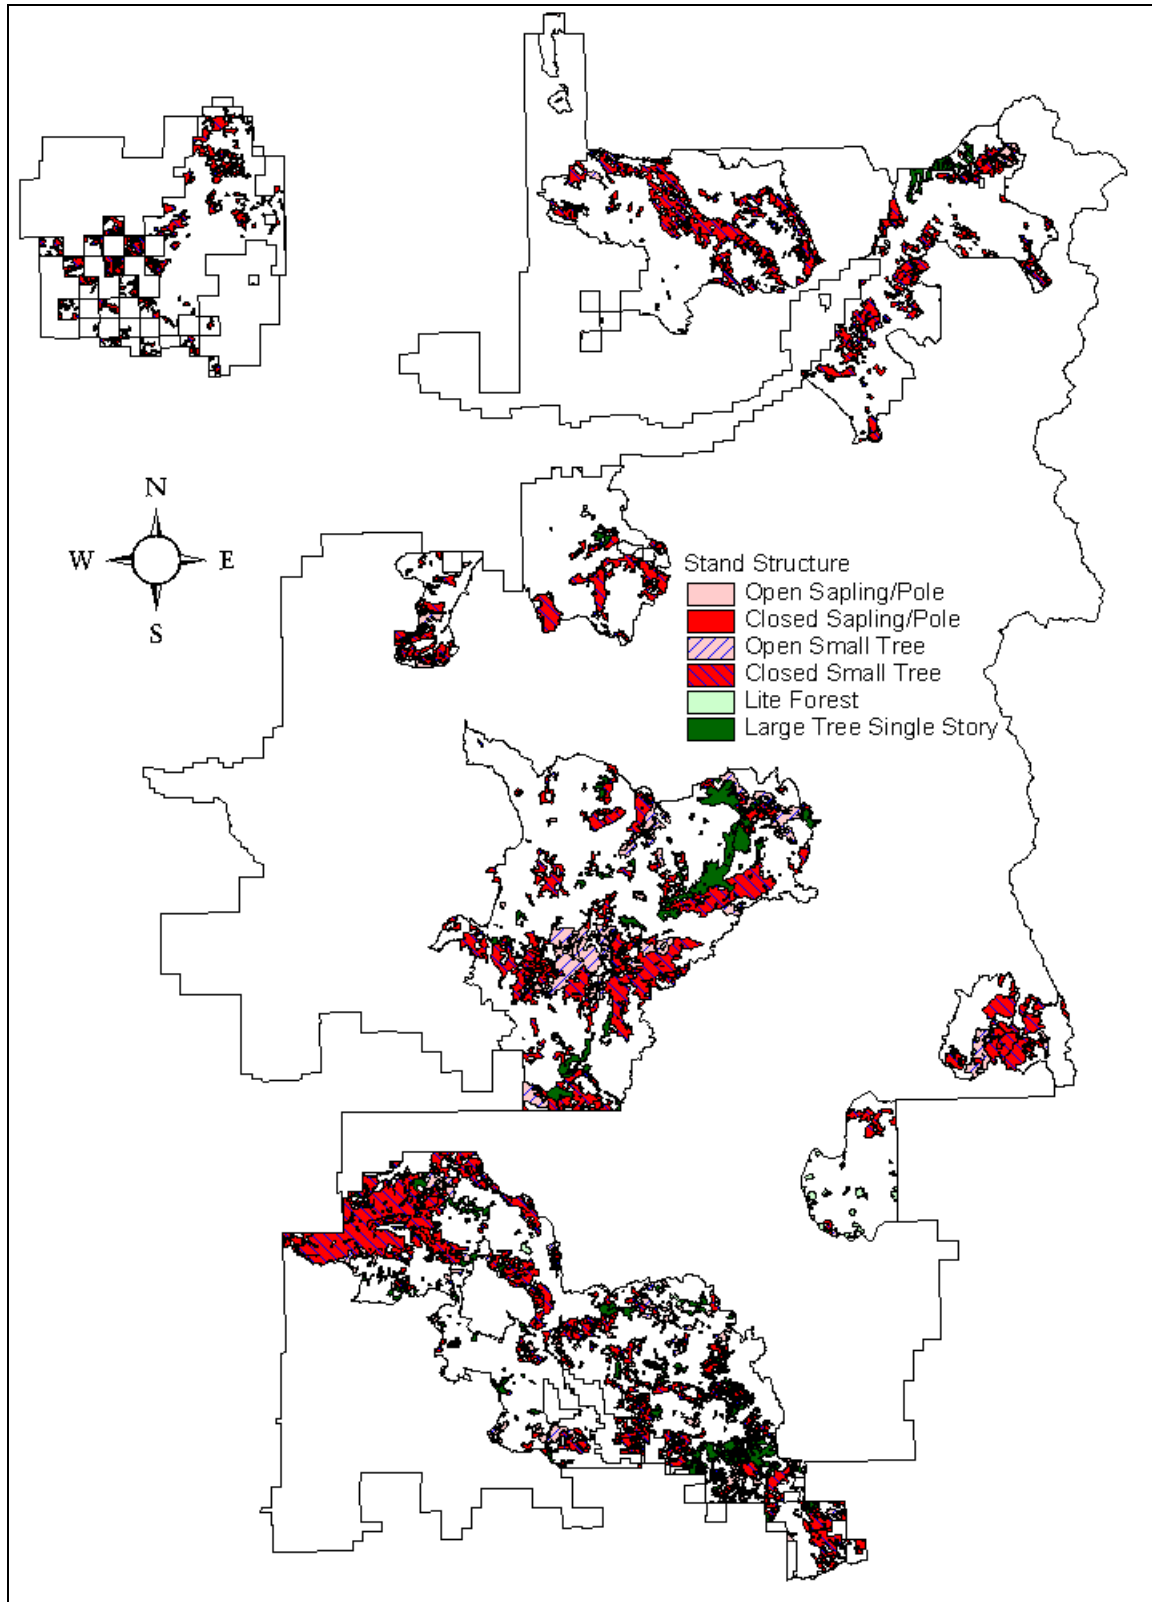 N
W E
S
Stand Structure
Open Sapling/Pole
Closed Sapling/Pole
Open Small Tree
Closed Small Tree
Lite Forest
Large Tree Single Story